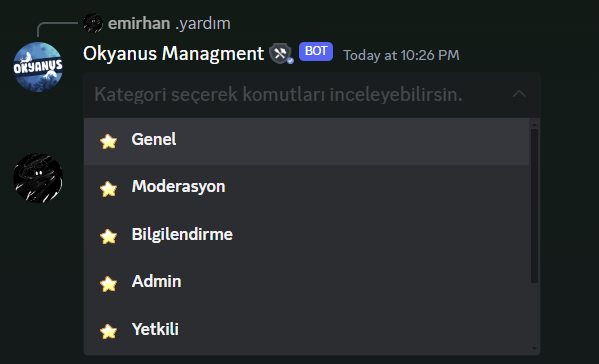 emirhan .yardım
OKYANUS
Okyanus Managment BOT Today at 10:26 PM
Kategori seçerek komutları inceleyebilirsin.
Genel
Moderasyon
Bilgilendirme
Admin
Yetkili